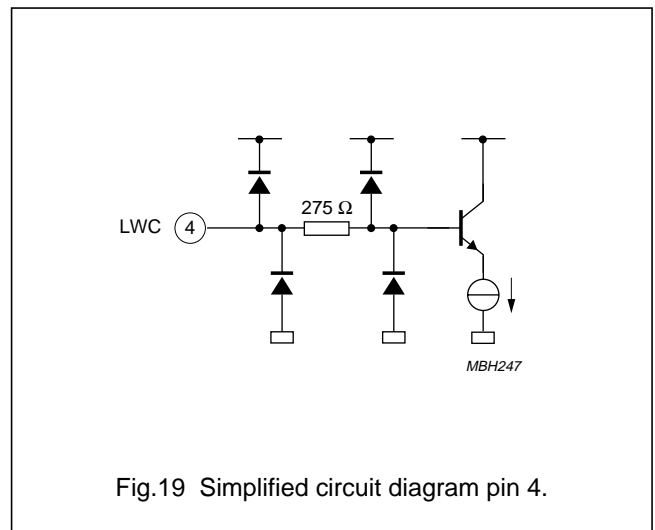 275 Ω
LWC 4
MBH247
Fig.19 Simplified circuit diagram pin 4.